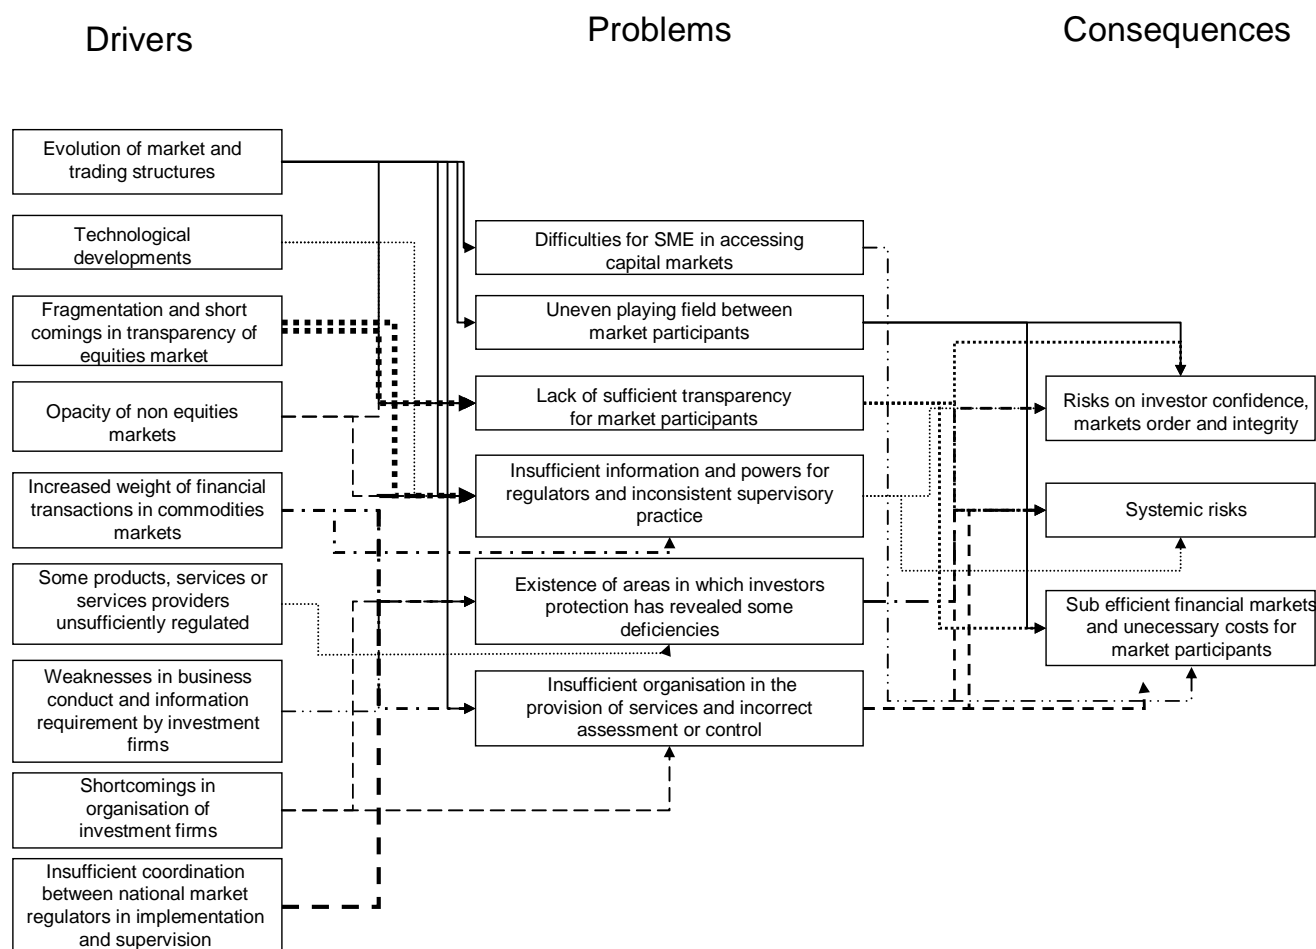 Drivers
Problems
Consequences
Evolution of market and
trading structures
Technological
developments
Fragmentation and short
comings in transparency of
equities market
Opacity of non equities
markets
Increased weight of financial
transactions in commodities
markets
Some products, services or
services providers
unsufficiently regulated
Weaknesses in business
conduct and information
requirement by investment
firms
Shortcomings in
organisation of
investment firms
Insufficient coordination
between national market
regulators in implementation
and supervision
Difficulties for SME in accessing
capital markets
Uneven playing field between
market participants
Lack of sufficient transparency
for market participants
Insufficient information and powers for
regulators and inconsistent supervisory
practice
Existence of areas in which investors
protection has revealed some
deficiencies
Insufficient organisation in the
provision of services and incorrect
assessment or control
Risks on investor confidence,
markets order and integrity
Systemic risks
Sub efficient financial markets
and unecessary costs for
market participants